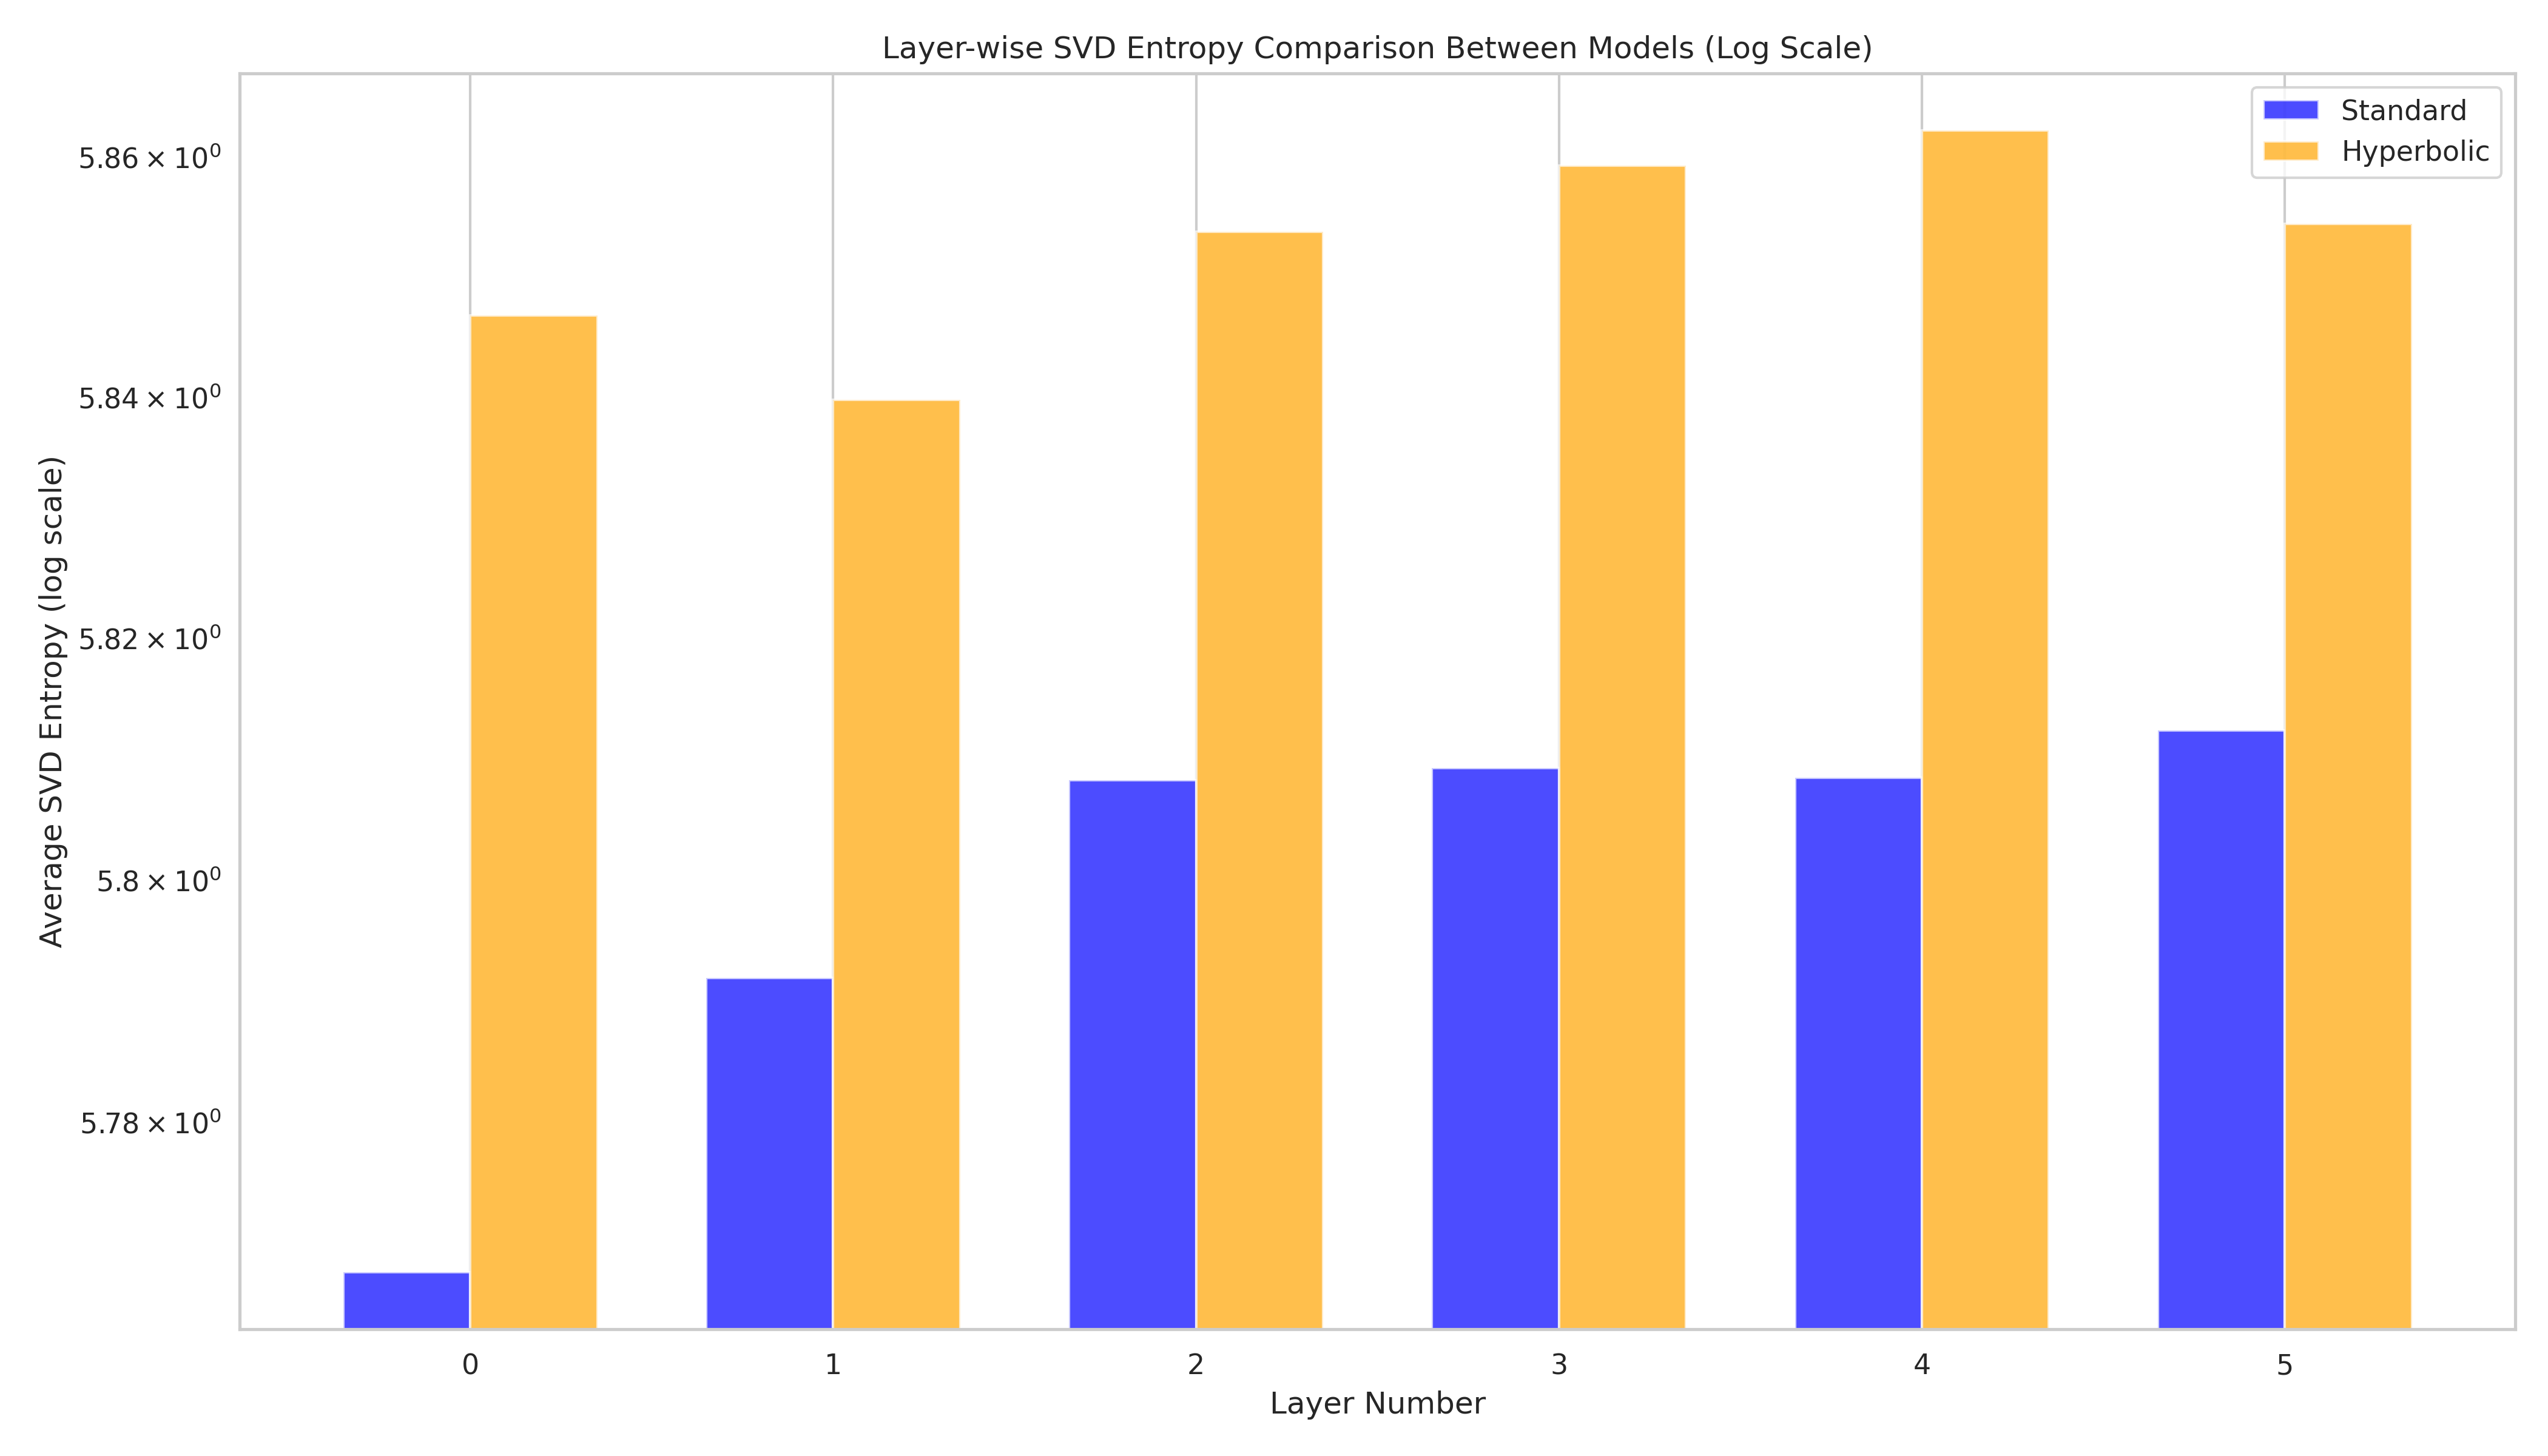 Layer-wise SVD Entropy Comparison Between Models (Log Scale)
Standard
Hyperbolic
Average SVD Entropy (log scale)
5.86 × 10⁰
5.84 × 10⁰
5.82 × 10⁰
5.8 × 10⁰
5.78 × 10⁰
0 1 2 3 4 5
Layer Number